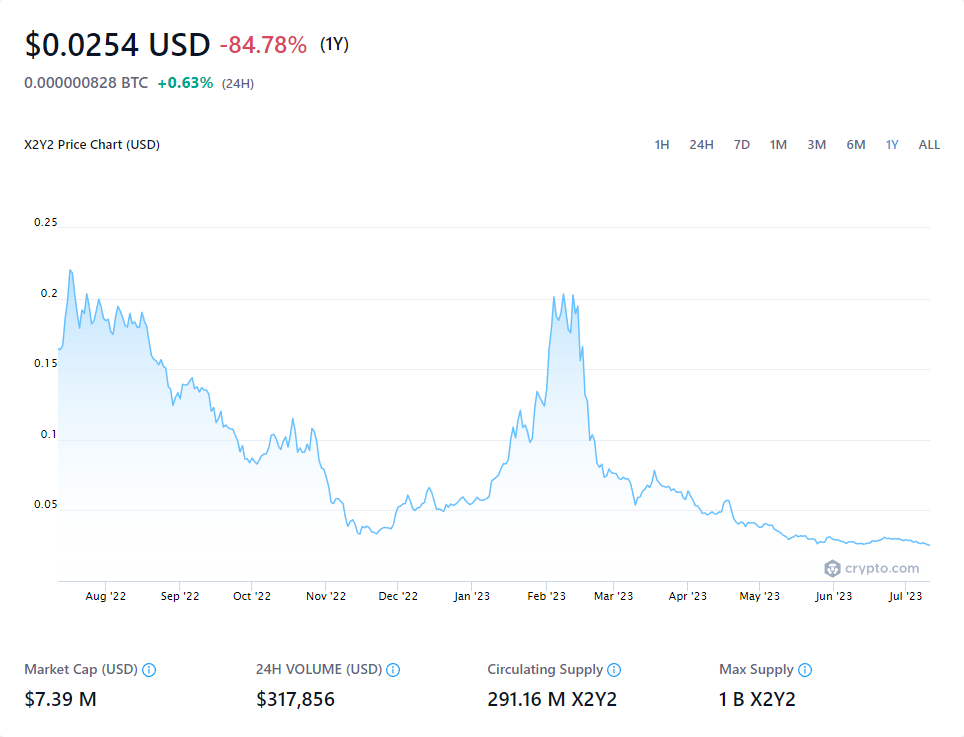 $0.0254 USD -84.78% (1Y)
0.000000828 BTC +0.63% (24H)
X2Y2 Price Chart (USD) 1H 24H 7D 1M 3M 6M 1Y ALL
0.25
0.2
0.15
0.1
0.05
crypto.com
Aug '22 Sep '22 Oct '22 Nov '22 Dec '22 Jan '23 Feb '23 Mar '23 Apr '23 May '23 Jun '23 Jul '23
Market Cap (USD) 24H VOLUME (USD) Circulating Supply Max Supply
$7.39 M $317,856 291.16 M X2Y2 1 B X2Y2